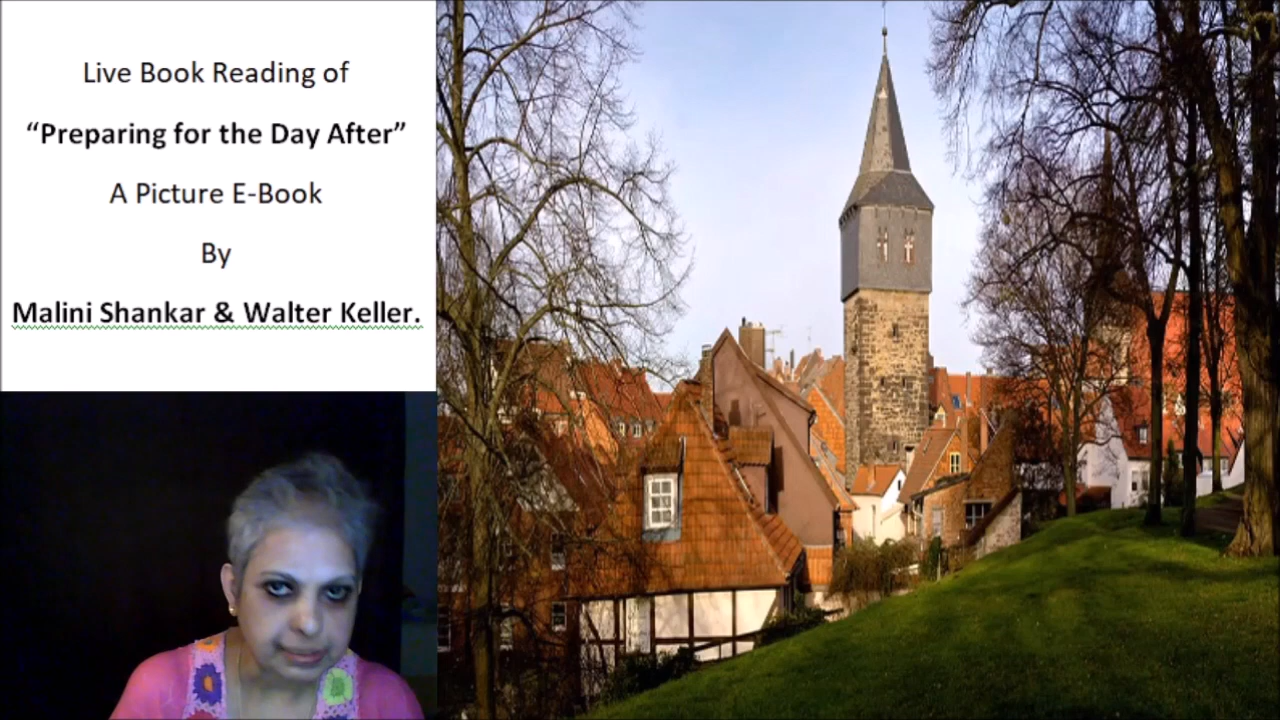 Live Book Reading of
“Preparing for the Day After”
A Picture E-Book
By
Malini Shankar & Walter Keller.